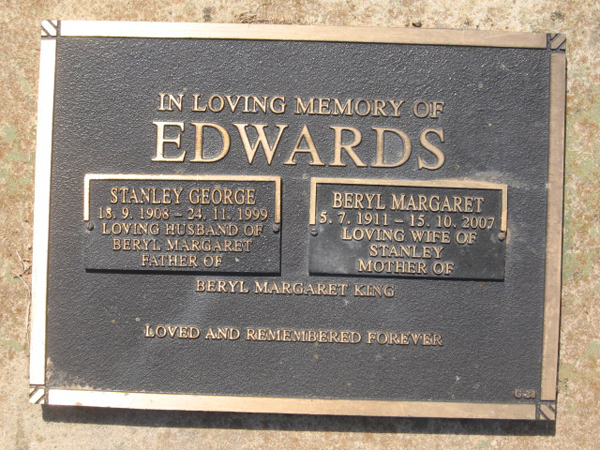 IN LOVING MEMORY OF
EDWARDS
STANLEY GEORGE
18. 9. 1908 – 24. 11. 1999
LOVING HUSBAND OF
BERYL MARGARET
FATHER OF
BERYL MARGARET
5. 7. 1911 – 15. 10. 2007
LOVING WIFE OF
STANLEY
MOTHER OF
BERYL MARGARET KING
LOVED AND REMEMBERED FOREVER